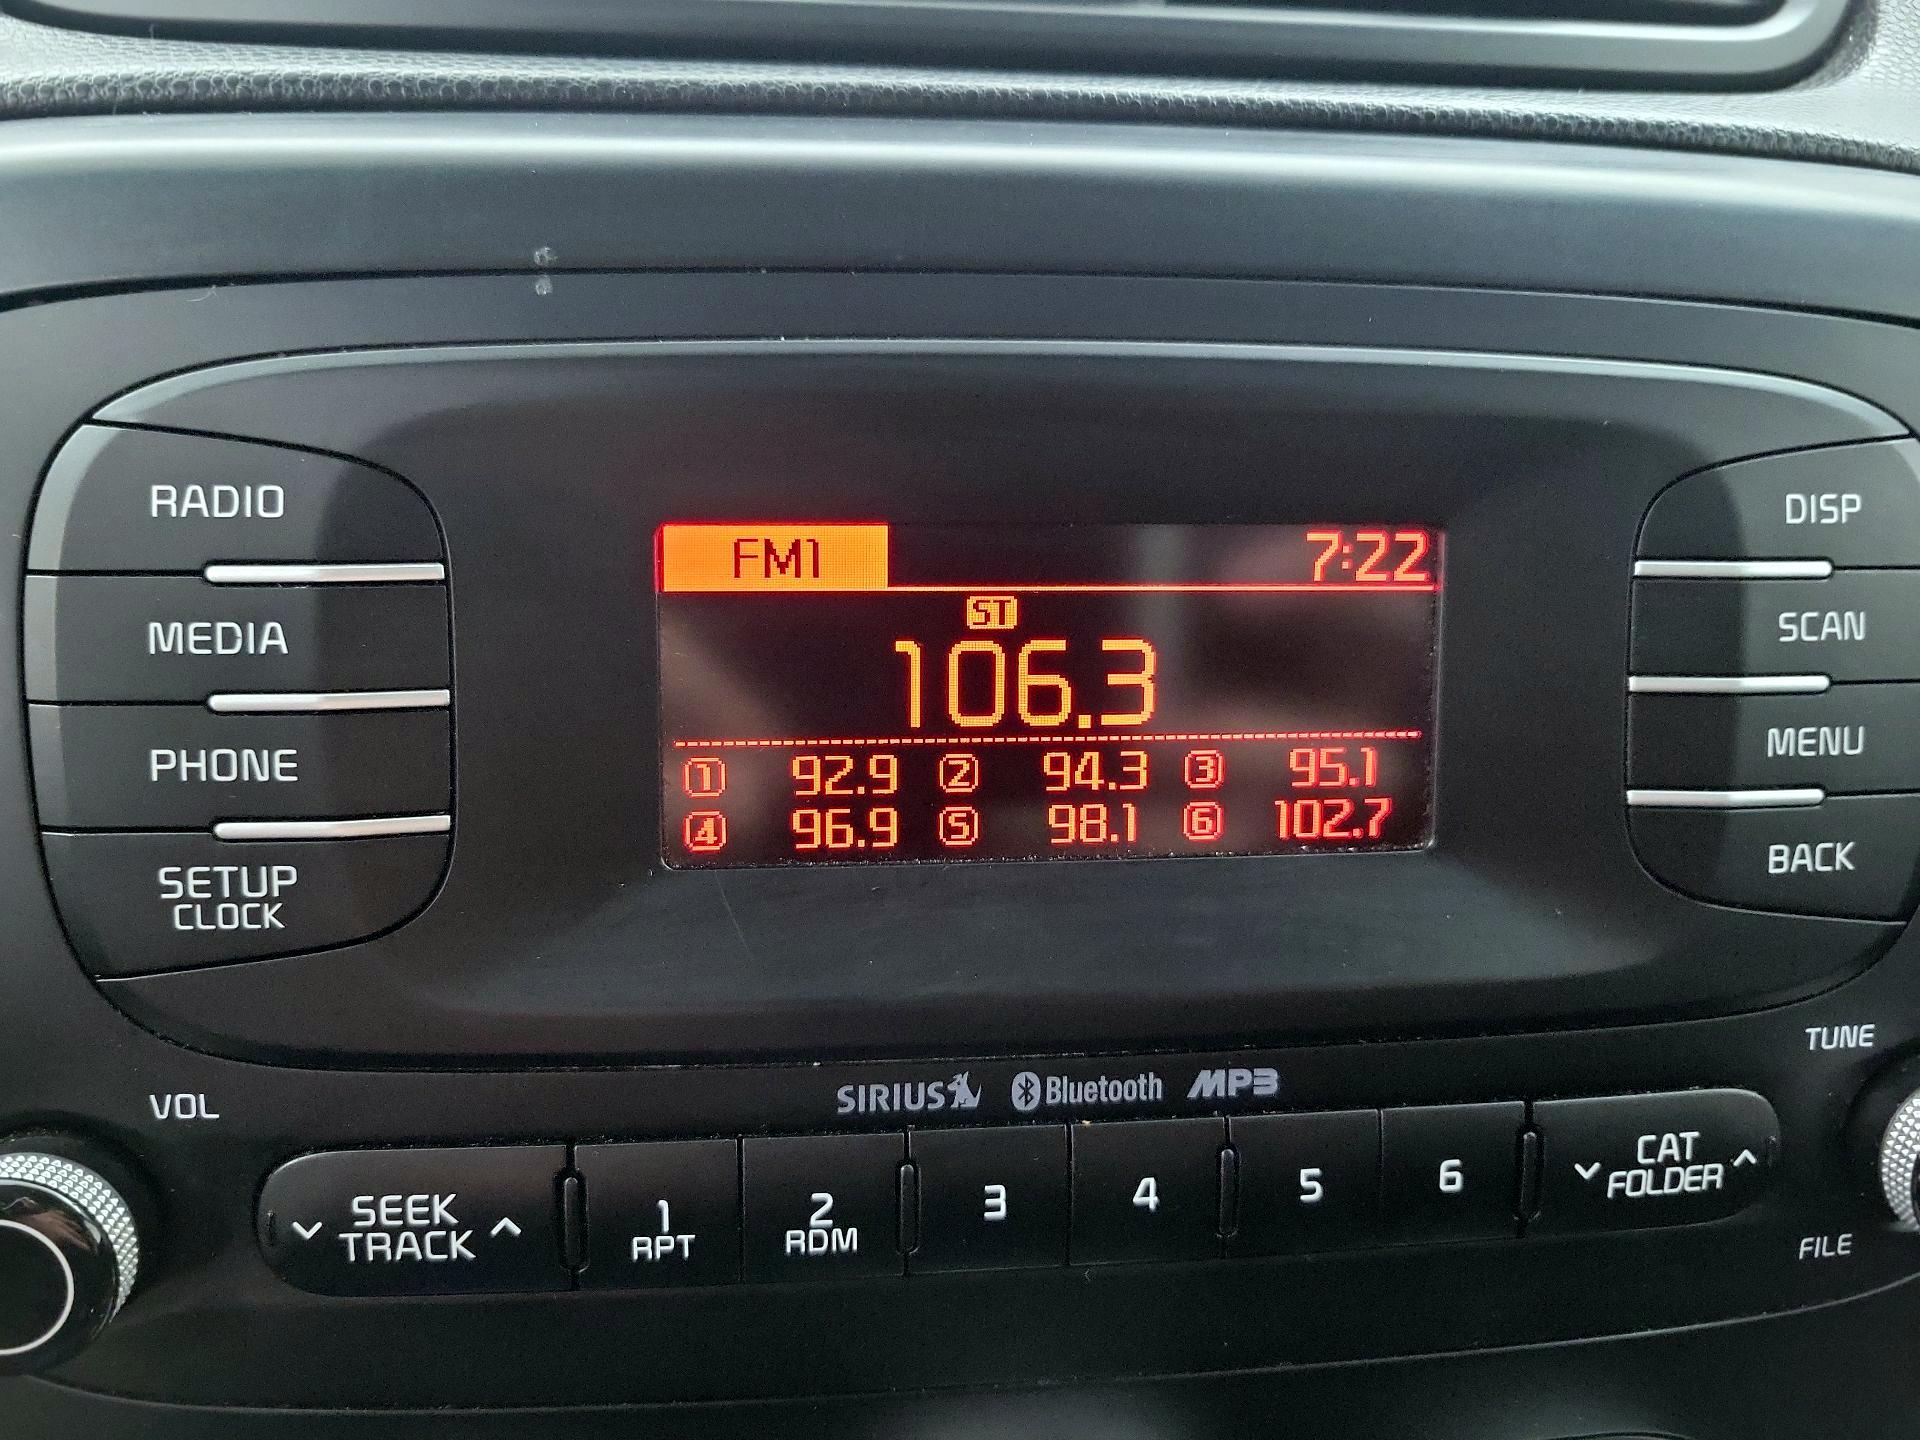 RADIO
MEDIA
PHONE
SETUP
CLOCK
FM1 7:22
ST
106.3
1 92.9 2 94.3 3 95.1
4 96.9 5 98.1 6 102.7
DISP
SCAN
MENU
BACK
TUNE
VOL
SIRIUS Bluetooth MP3
SEEK
TRACK
1
RPT
2
RDM
3
4
5
6
CAT
FOLDER
FILE